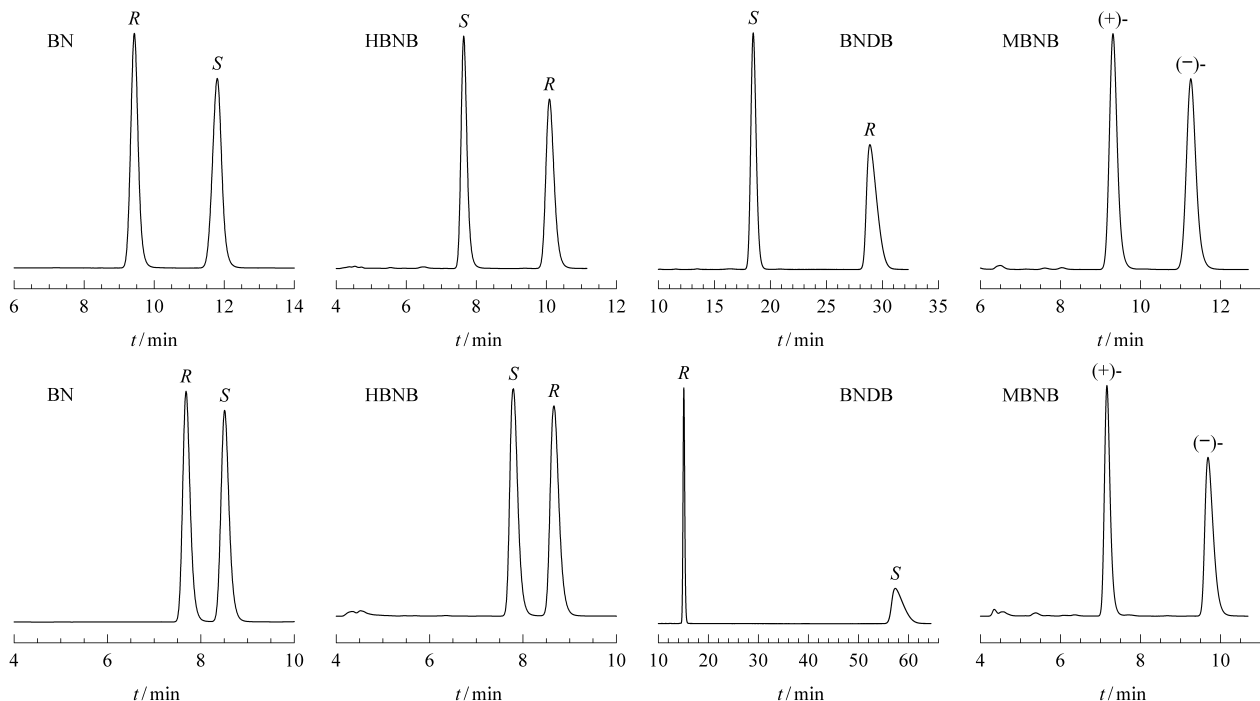 BN
R
S
6 8 10 12 14
t / min
HBNB
S
R
4 6 8 10 12
t / min
BNDB
S
R
10 15 20 25 30 35
t / min
MBNB
(+)-
(−)-
6 8 10 12
t / min
BN
R
S
4 6 8 10
t / min
HBNB
S
R
4 6 8 10
t / min
BNDB
R
S
10 20 30 40 50 60
t / min
MBNB
(+)-
(−)-
4 6 8 10
t / min